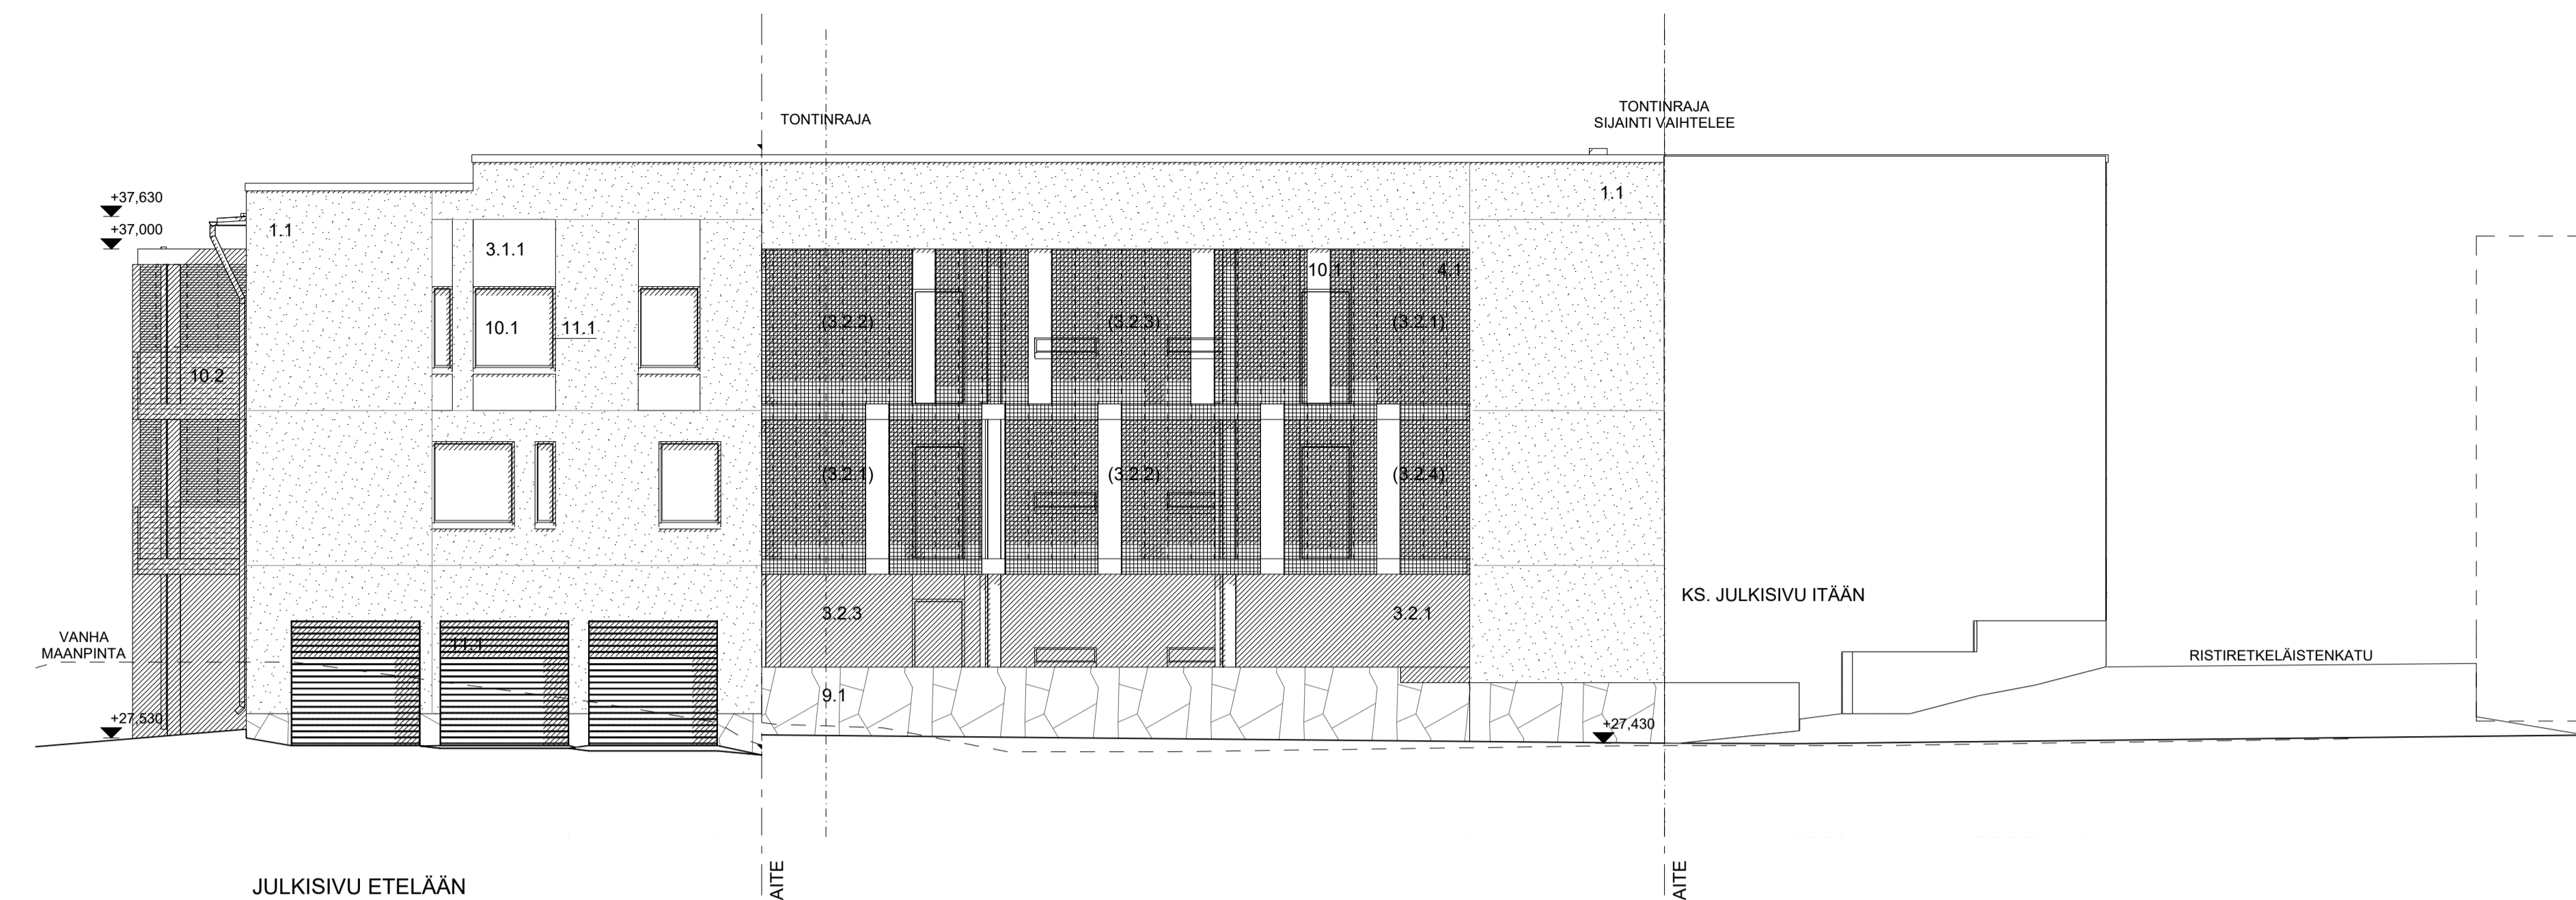 TONTINRAJA
SIJAINTI VAIHTELEE
TONTINRAJA
+37,630
1.1
+37,000
1.1
3.1.1
10.1
4.1
(3.2.2)
(3.2.3)
(3.2.1)
10.1
11.1
10.2
(3.2.1)
(3.2.2)
(3.2.4)
KS. JULKISIVU ITÄÄN
3.2.3
3.2.1
VANHA
MAANPINTA
11.1
RISTIRETKELÄISTENKATU
9.1
+27,530
+27,430
AITE
AITE
JULKISIVU ETELÄÄN